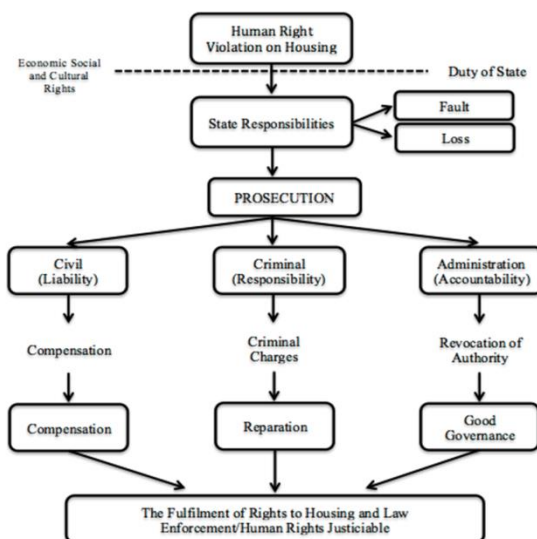 Human Right
Violation on Housing
Economic Social
and Cultural
Rights
Duty of State
State Responsibilities
Fault
Loss
PROSECUTION
Civil
(Liability)
Criminal
(Responsibility)
Administration
(Accountability)
Compensation
Criminal
Charges
Revocation of
Authority
Compensation
Reparation
Good
Governance
The Fulfilment of Rights to Housing and Law
Enforcement/Human Rights Justiciable